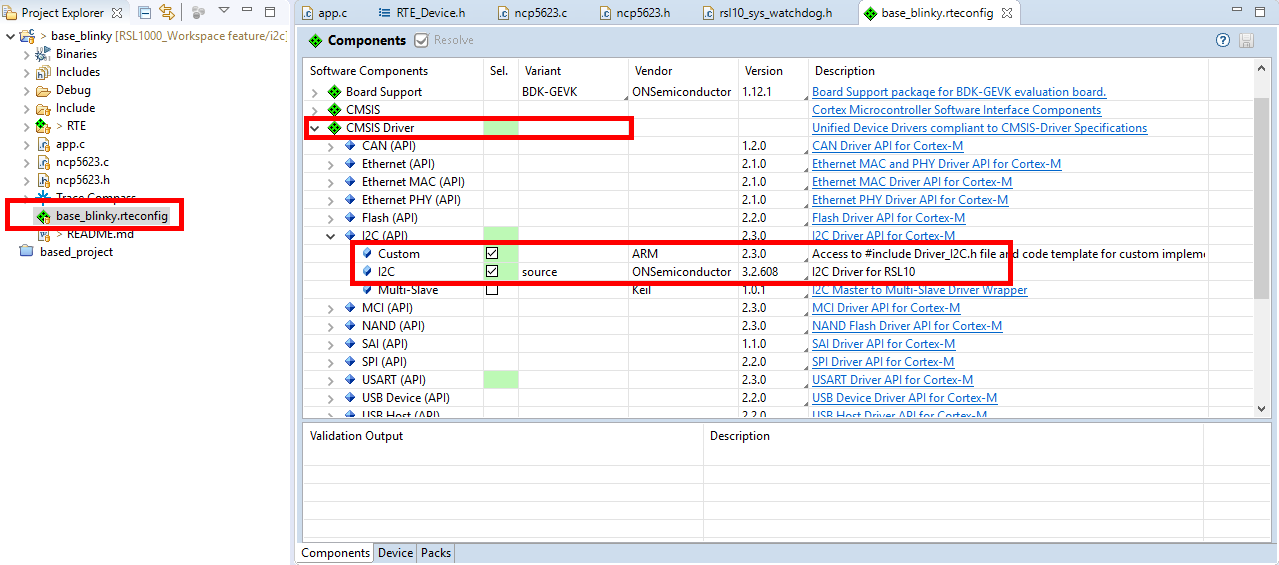 Project Explorer
> base_blinky [RSL1000_Workspace feature/i2c]
Binaries
Includes
Debug
Include
> RTE
app.c
ncp5623.c
ncp5623.h
Trace Compass
base_blinky.rteconfig
> README.md
based_project
app.c RTE_Device.h ncp5623.c ncp5623.h rsl10_sys_watchdog.h base_blinky.rteconfig
Components Resolve
Software Components Sel. Variant Vendor Version Description
Board Support BDK-GEVK ONSemiconductor 1.12.1 Board Support package for BDK-GEVK evaluation board.
CMSIS Cortex Microcontroller Software Interface Components
CMSIS Driver Unified Device Drivers compliant to CMSIS-Driver Specifications
CAN (API) 1.2.0 CAN Driver API for Cortex-M
Ethernet (API) 2.1.0 Ethernet MAC and PHY Driver API for Cortex-M
Ethernet MAC (API) 2.1.0 Ethernet MAC Driver API for Cortex-M
Ethernet PHY (API) 2.1.0 Ethernet PHY Driver API for Cortex-M
Flash (API) 2.2.0 Flash Driver API for Cortex-M
I2C (API) 2.3.0 I2C Driver API for Cortex-M
Custom ARM 2.3.0 Access to #include Driver_I2C.h file and code template for custom impleme
I2C source ONSemiconductor 3.2.608 I2C Driver for RSL10
Multi-Slave Keil 1.0.1 I2C Master to Multi-Slave Driver Wrapper
MCI (API) 2.3.0 MCI Driver API for Cortex-M
NAND (API) 2.3.0 NAND Flash Driver API for Cortex-M
SAI (API) 1.1.0 SAI Driver API for Cortex-M
SPI (API) 2.2.0 SPI Driver API for Cortex-M
USART (API) 2.3.0 USART Driver API for Cortex-M
USB Device (API) 2.2.0 USB Device Driver API for Cortex-M
USB Host (API) 2.2.0 USB Host Driver API for Cortex-M
Validation Output Description
Components Device Packs